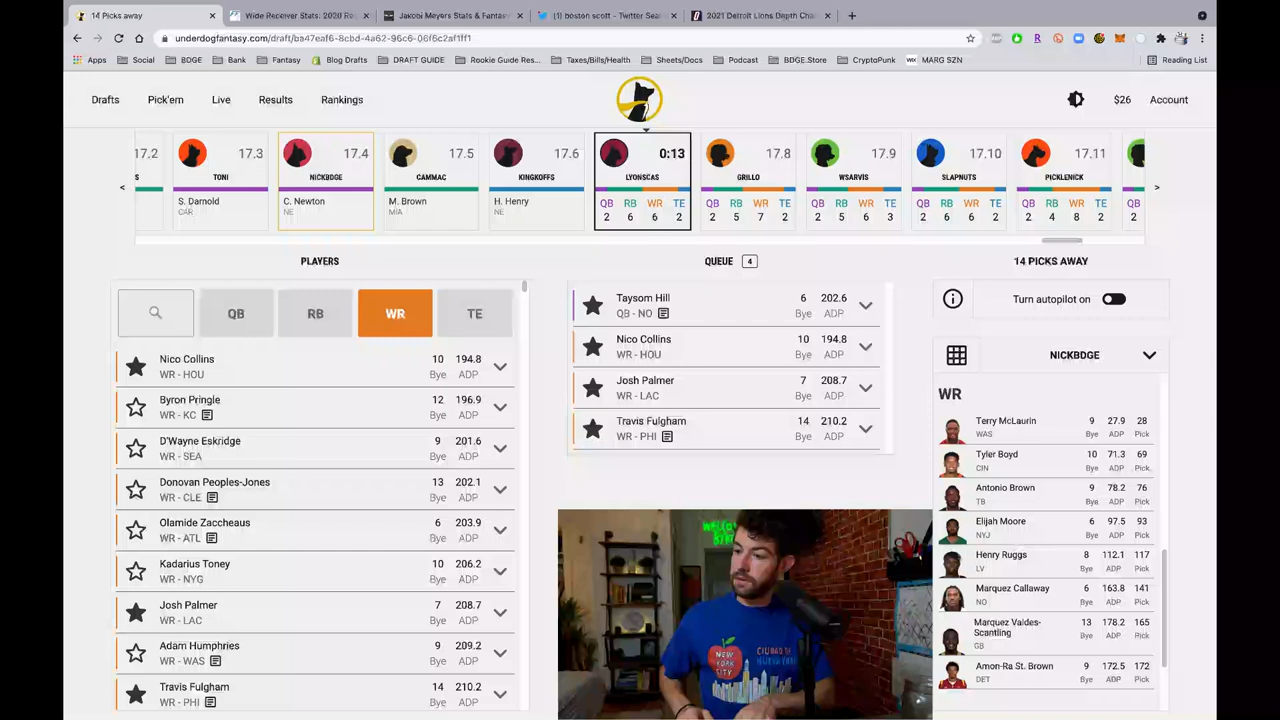 14 Picks away
Wide Receiver Stats: 2020 Re
Jakobi Meyers Stats & Fantasy
(1) boston scott - Twitter Sea
2021 Detroit Lions Depth Cha
underdogfantasy.com/draft/ba47eaf6-8cbd-4a62-96c6-06f6c2af1ff1
Apps
Social
BDGE
Bank
Fantasy
Blog Drafts
DRAFT GUIDE
Rookie Guide Res...
Taxes/Bills/Health
Sheets/Docs
Podcast
BDGE.Store
CryptoPunk
WIX MARG SZN
Reading List
Drafts
Pick'em
Live
Results
Rankings
$26
Account
17.2
17.3
17.4
17.5
17.6
0:13
17.8
17.9
17.10
17.11
TONI
NICKBDGE
CAMMAC
KINGKOFFS
LYONSCAS
GRILLO
WSARVIS
SLAPNUTS
PICKLENICK
S
S. Darnold
CAR
C. Newton
NE
M. Brown
MIA
H. Henry
NE
QB RB WR TE
2 6 6 2
QB RB WR TE
2 5 7 2
QB RB WR TE
2 5 6 3
QB RB WR TE
2 6 6 2
QB RB WR TE
2 4 8 2
QB
2
PLAYERS
QB
RB
WR
TE
Nico Collins 10 194.8
WR - HOU Bye ADP
Byron Pringle 12 196.9
WR - KC Bye ADP
D'Wayne Eskridge 9 201.6
WR - SEA Bye ADP
Donovan Peoples-Jones 13 202.1
WR - CLE Bye ADP
Olamide Zaccheaus 6 203.9
WR - ATL Bye ADP
Kadarius Toney 10 206.2
WR - NYG Bye ADP
Josh Palmer 7 208.7
WR - LAC Bye ADP
Adam Humphries 9 209.2
WR - WAS Bye ADP
Travis Fulgham 14 210.2
WR - PHI Bye ADP
QUEUE 4
Taysom Hill 6 202.6
QB - NO Bye ADP
Nico Collins 10 194.8
WR - HOU Bye ADP
Josh Palmer 7 208.7
WR - LAC Bye ADP
Travis Fulgham 14 210.2
WR - PHI Bye ADP
14 PICKS AWAY
Turn autopilot on
NICKBDGE
WR
Terry McLaurin 9 27.9 28
WAS Bye ADP Pick
Tyler Boyd 10 71.3 69
CIN Bye ADP Pick
Antonio Brown 9 78.2 76
TB Bye ADP Pick
Elijah Moore 6 97.5 93
NYJ Bye ADP Pick
Henry Ruggs 8 112.1 117
LV Bye ADP Pick
Marquez Callaway 6 163.8 141
NO Bye ADP Pick
Marquez Valdes-Scantling 13 178.2 165
GB Bye ADP Pick
Amon-Ra St. Brown 9 172.5 172
DET Bye ADP Pick
NEW
YORK
CITY
CIUDAD DE